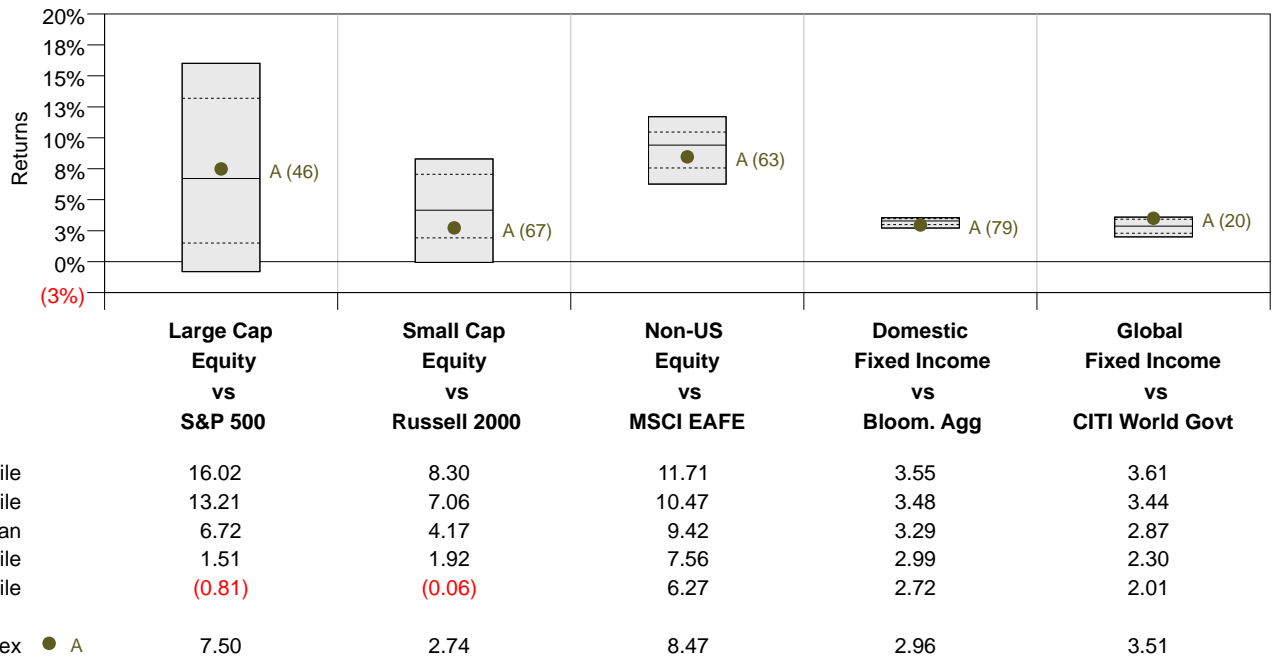 20%
18%
15%
13%
10%
8%
5%
3%
0%
(3%)
Returns
A (46)
A (67)
A (63)
A (79)
A (20)
Large Cap Equity vs S&P 500
Small Cap Equity vs Russell 2000
Non-US Equity vs MSCI EAFE
Domestic Fixed Income vs Bloom. Agg
Global Fixed Income vs CITI World Govt
ile 16.02 8.30 11.71 3.55 3.61
ile 13.21 7.06 10.47 3.48 3.44
an 6.72 4.17 9.42 3.29 2.87
ile 1.51 1.92 7.56 2.99 2.30
ile (0.81) (0.06) 6.27 2.72 2.01
ex ● A 7.50 2.74 8.47 2.96 3.51